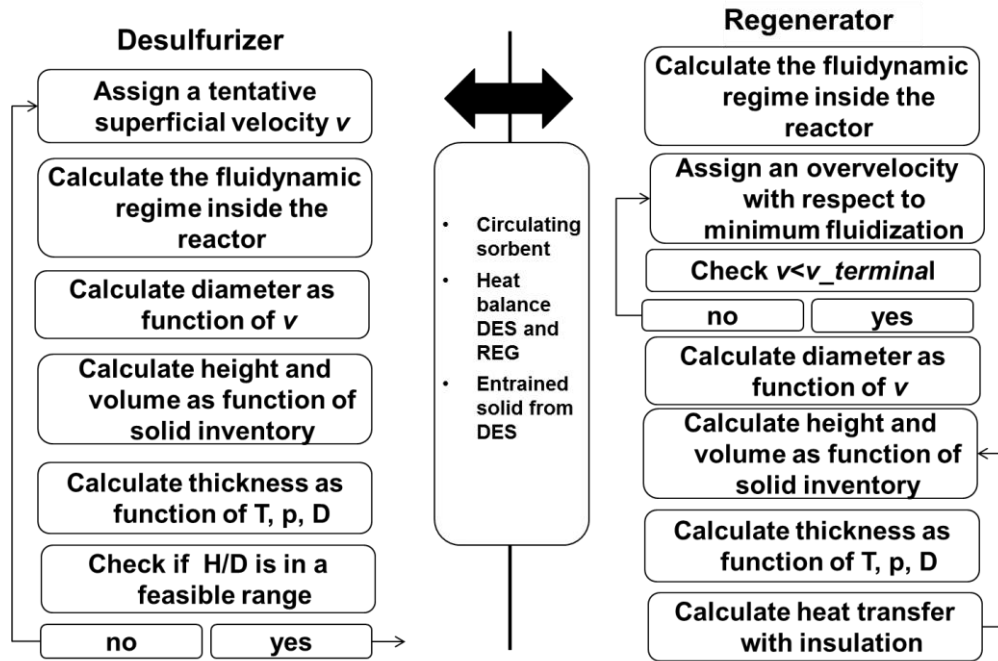 Desulfurizer
Assign a tentative
superficial velocity v
Calculate the fluidynamic
regime inside the
reactor
Calculate diameter as
function of v
Calculate height and
volume as function of
solid inventory
Calculate thickness as
function of T, p, D
Check if H/D is in a
feasible range
no
yes
• Circulating
sorbent
• Heat
balance
DES and
REG
• Entrained
solid from
DES
Regenerator
Calculate the fluidynamic
regime inside the
reactor
Assign an overvelocity
with respect to
minimum fluidization
Check v<v_terminal
no
yes
Calculate diameter as
function of v
Calculate height and
volume as function of
solid inventory
Calculate thickness as
function of T, p, D
Calculate heat transfer
with insulation